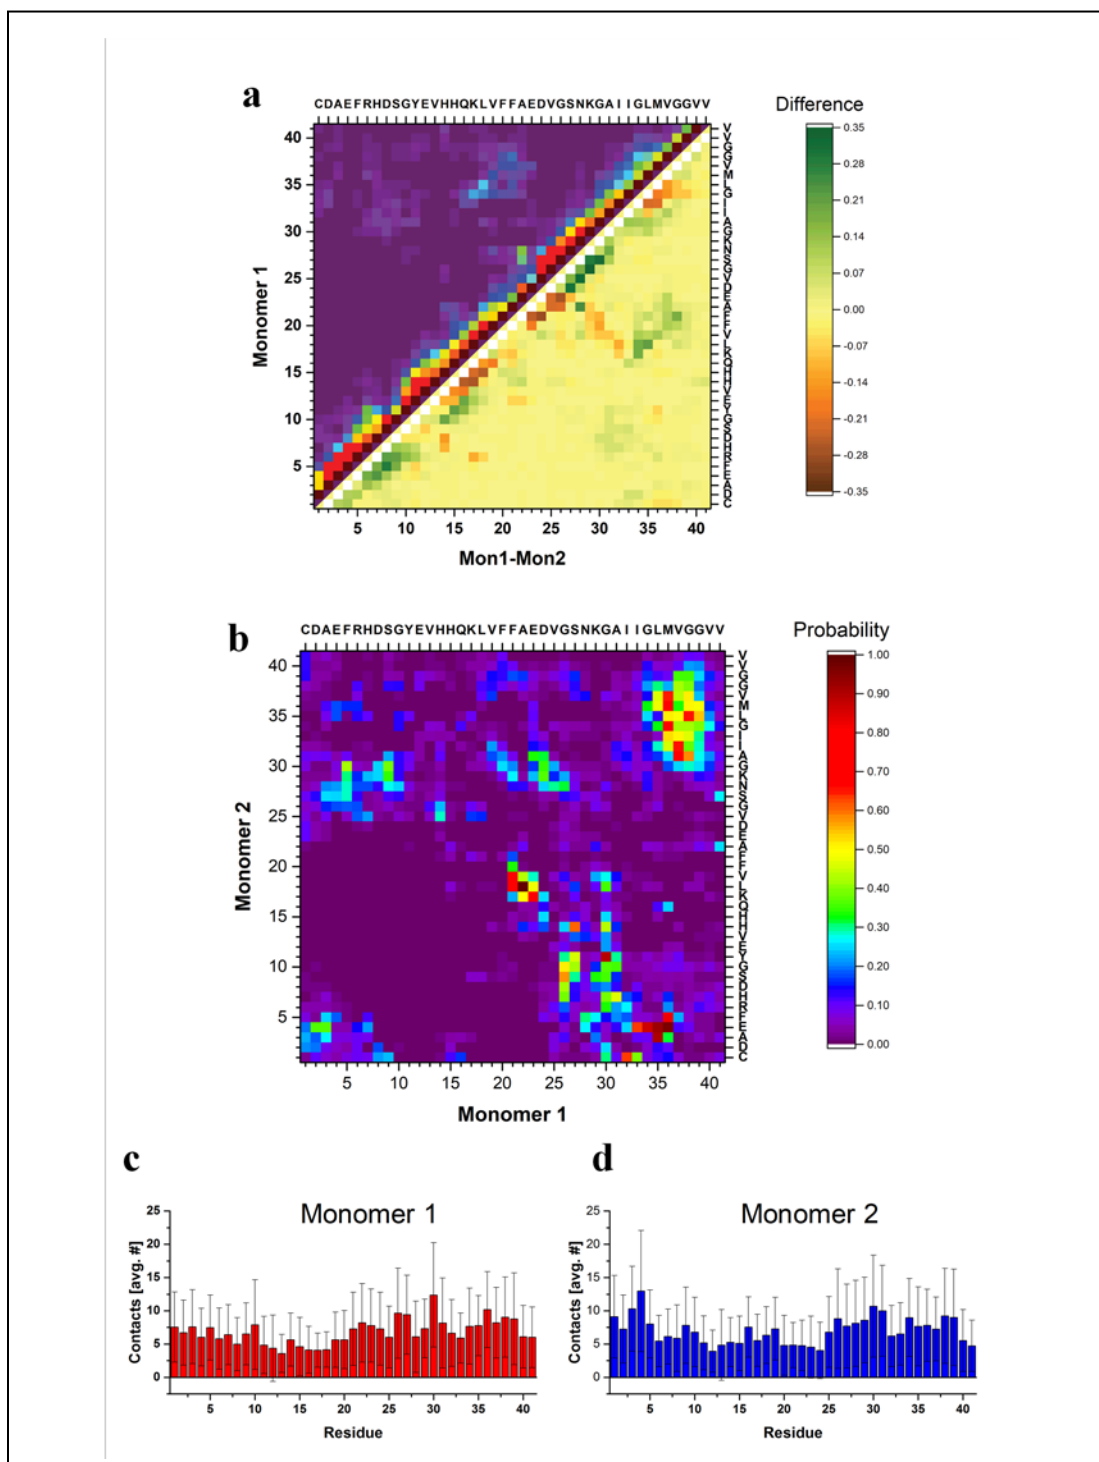 a
CDAEFRHDSGYEVHHQKLVFFAEDVGSNKGAIIGLMVGGVV
Difference
Monomer 1
40
35
30
25
20
15
10
5
V
V
G
G
V
M
L
G
I
I
A
G
K
N
S
G
V
D
E
A
F
F
V
L
K
Q
H
H
V
E
Y
G
S
D
H
R
F
E
A
D
C
0.35
0.28
0.21
0.14
0.07
0.00
-0.07
-0.14
-0.21
-0.28
-0.35
5 10 15 20 25 30 35 40
Mon1-Mon2
b
CDAEFRHDSGYEVHHQKLVFFAEDVGSNKGAIIGLMVGGVV
Probability
Monomer 2
40
35
30
25
20
15
10
5
V
V
G
G
V
M
L
G
I
I
A
G
K
N
S
G
V
D
E
A
F
F
V
L
K
Q
H
H
V
E
Y
G
S
D
H
R
F
E
A
D
C
1.00
0.90
0.80
0.70
0.60
0.50
0.40
0.30
0.20
0.10
0.00
5 10 15 20 25 30 35 40
Monomer 1
c
Monomer 1
Contacts [avg. #]
25
20
15
10
5
0
5 10 15 20 25 30 35 40
Residue
d
Monomer 2
Contacts [avg. #]
25
20
15
10
5
0
5 10 15 20 25 30 35 40
Residue